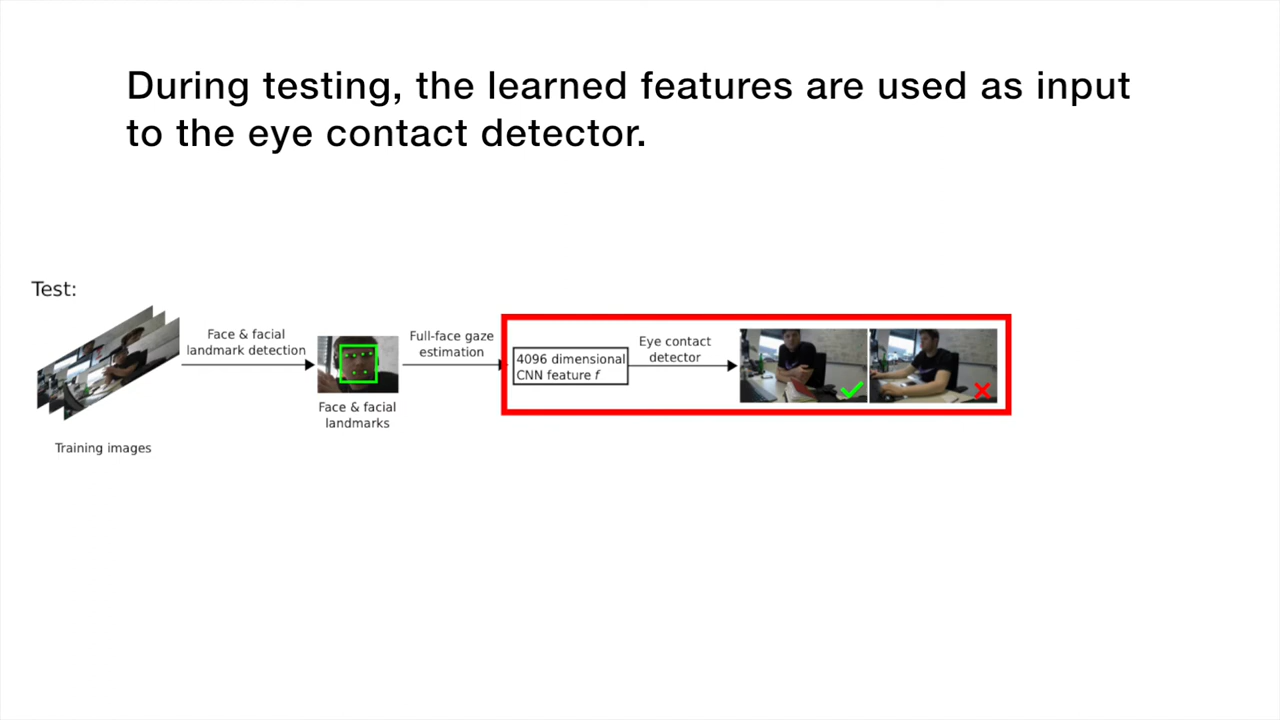 During testing, the learned features are used as input
to the eye contact detector.
Test:
Face & facial
landmark detection
Full-face gaze
estimation
4096 dimensional
CNN feature f
Eye contact
detector
Face & facial
landmarks
Training images